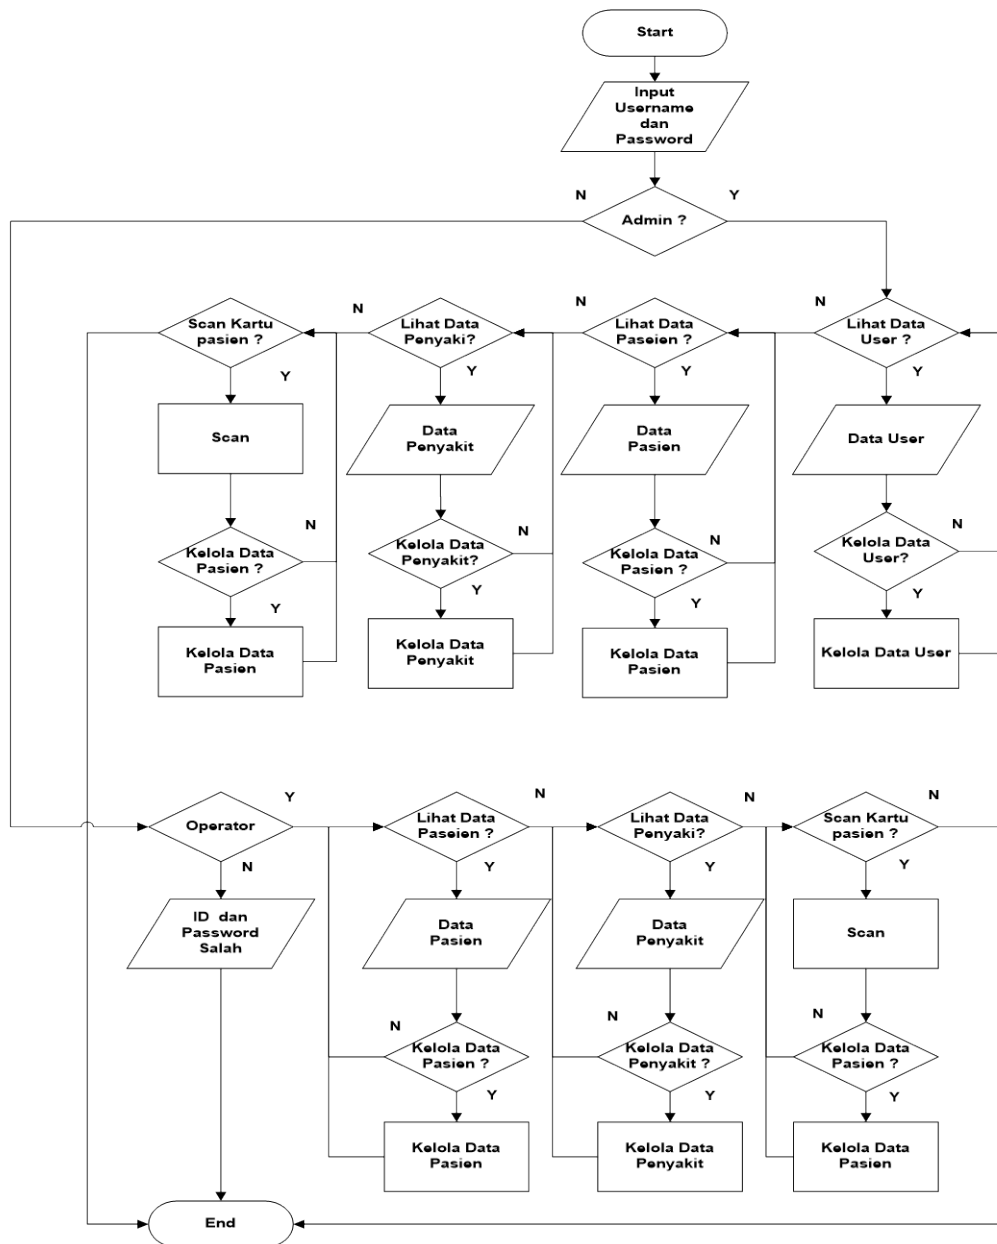 Start
Input
Username
dan
Password
N
Y
Admin ?
N
N
N
Scan Kartu
pasien ?
Lihat Data
Penyaki?
Lihat Data
Paseien ?
Lihat Data
User ?
Y
Y
Y
Y
Scan
Data
Penyakit
Data
Pasien
Data User
N
N
N
N
Kelola Data
Pasien ?
Kelola Data
Penyakit?
Kelola Data
Pasien ?
Kelola Data
User?
Y
Y
Y
Y
Kelola Data
Pasien
Kelola Data
Penyakit
Kelola Data
Pasien
Kelola Data User
Y
N
N
N
Operator
Lihat Data
Paseien ?
Lihat Data
Penyaki?
Scan Kartu
pasien ?
N
Y
Y
Y
ID dan
Password
Salah
Data
Pasien
Data
Penyakit
Scan
N
N
N
Kelola Data
Pasien ?
Kelola Data
Penyakit ?
Kelola Data
Pasien ?
Y
Y
Y
Kelola Data
Pasien
Kelola Data
Penyakit
Kelola Data
Pasien
End